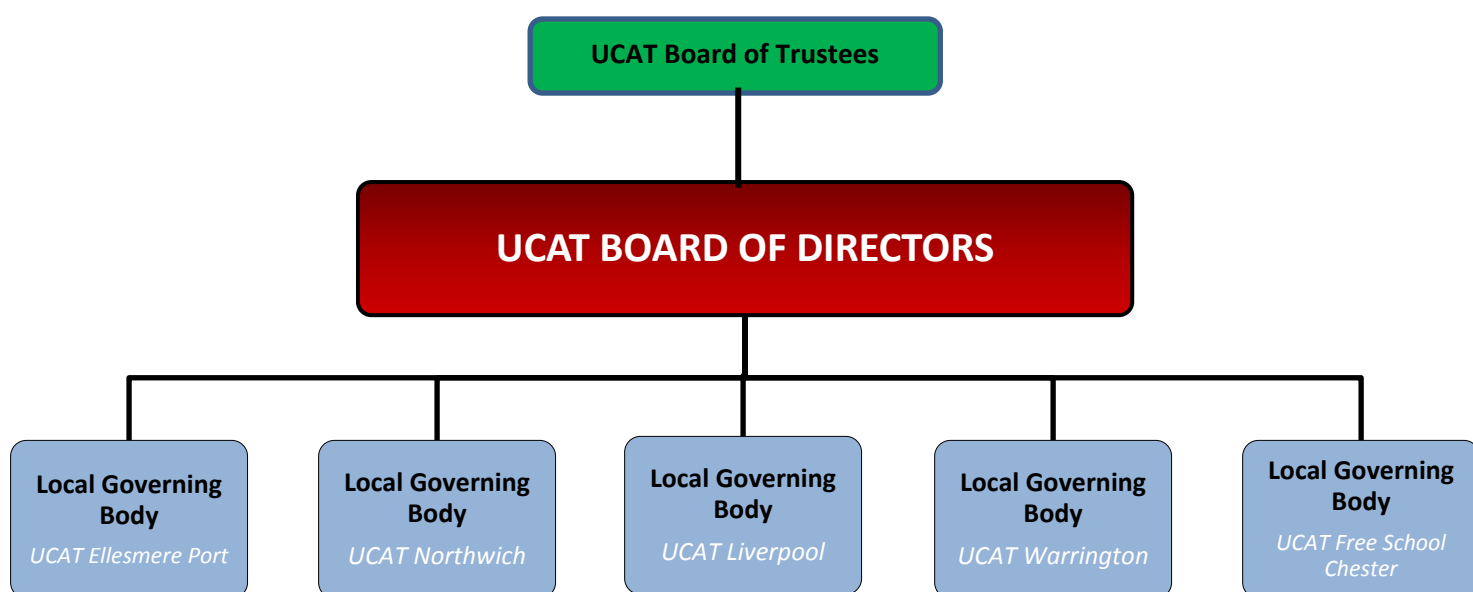 UCAT Board of Trustees
UCAT BOARD OF DIRECTORS
Local Governing
Body
UCAT Ellesmere Port
Local Governing
Body
UCAT Northwich
Local Governing
Body
UCAT Liverpool
Local Governing
Body
UCAT Warrington
Local Governing
Body
UCAT Free School
Chester